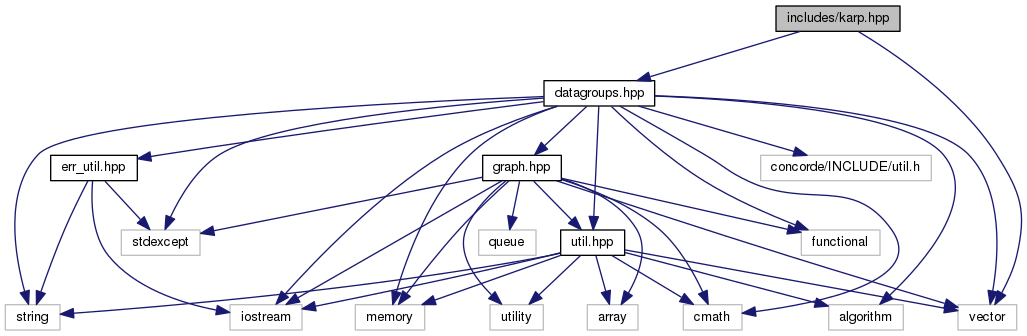 includes/karp.hpp
datagroups.hpp
err_util.hpp
graph.hpp
concorde/INCLUDE/util.h
stdexcept
queue
util.hpp
functional
string
iostream
memory
utility
array
cmath
algorithm
vector